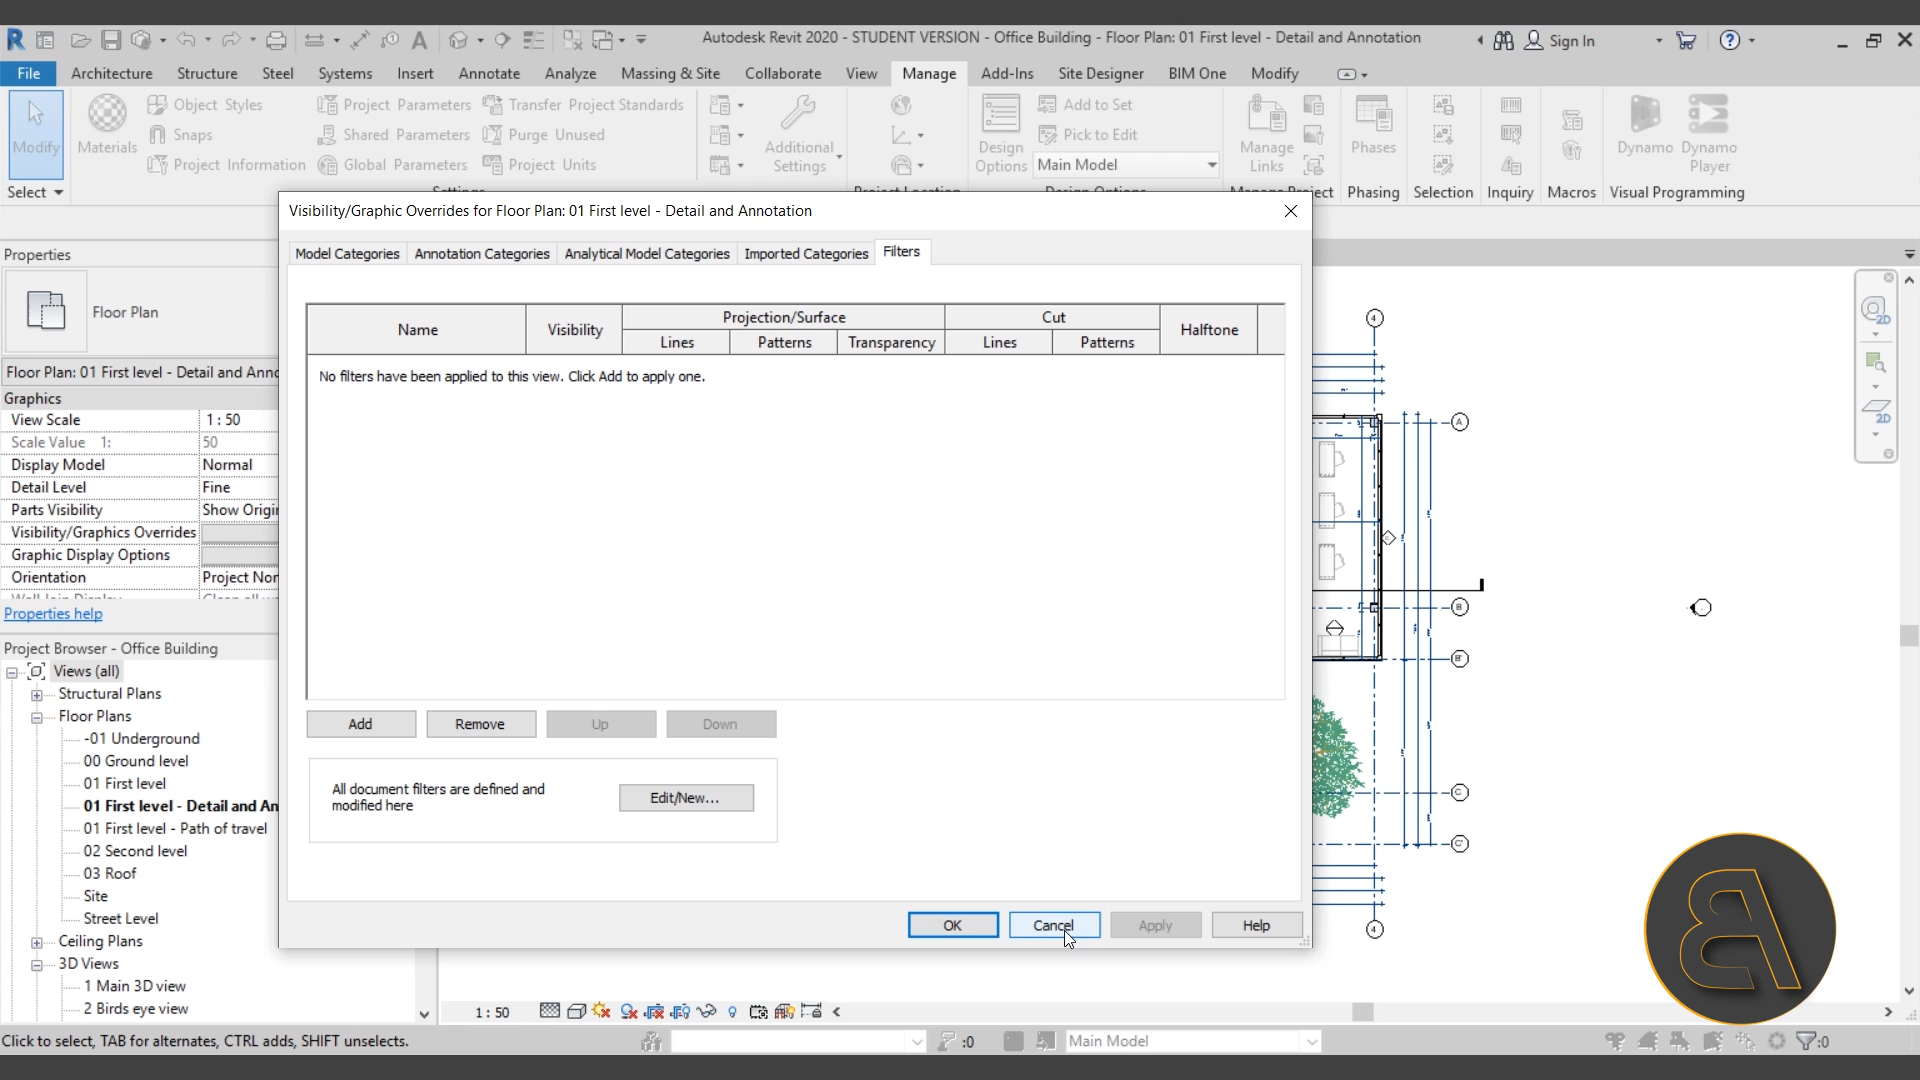 Autodesk Revit 2020 - STUDENT VERSION - Office Building - Floor Plan: 01 First level - Detail and Annotation
Sign In
File Architecture Structure Steel Systems Insert Annotate Analyze Massing & Site Collaborate View Manage Add-Ins Site Designer BIM One Modify
Modify
Materials
Object Styles
Snaps
Project Information
Project Parameters
Shared Parameters
Global Parameters
Transfer Project Standards
Purge Unused
Project Units
Additional
Settings
Design
Options
Add to Set
Pick to Edit
Main Model
Manage
Links
Phases
Dynamo
Dynamo
Player
Select
Phasing Selection Inquiry Macros Visual Programming
Visibility/Graphic Overrides for Floor Plan: 01 First level - Detail and Annotation
Model Categories Annotation Categories Analytical Model Categories Imported Categories Filters
Name Visibility Projection/Surface Cut Halftone
Lines Patterns Transparency Lines Patterns
No filters have been applied to this view. Click Add to apply one.
Add Remove Up Down
All document filters are defined and
modified here
Edit/New...
OK Cancel Apply Help
Properties
Floor Plan
Floor Plan: 01 First level - Detail and Anno
Graphics
View Scale 1 : 50
Scale Value 1: 50
Display Model Normal
Detail Level Fine
Parts Visibility Show Origin
Visibility/Graphics Overrides
Graphic Display Options
Orientation Project Nor
Properties help
Project Browser - Office Building
Views (all)
Structural Plans
Floor Plans
-01 Underground
00 Ground level
01 First level
01 First level - Detail and An
01 First level - Path of travel
02 Second level
03 Roof
Site
Street Level
Ceiling Plans
3D Views
1 Main 3D view
2 Birds eye view
4
A
B
B'
C
C'
4
2D
2D
1 : 50
Click to select, TAB for alternates, CTRL adds, SHIFT unselects.
:0
Main Model
:0